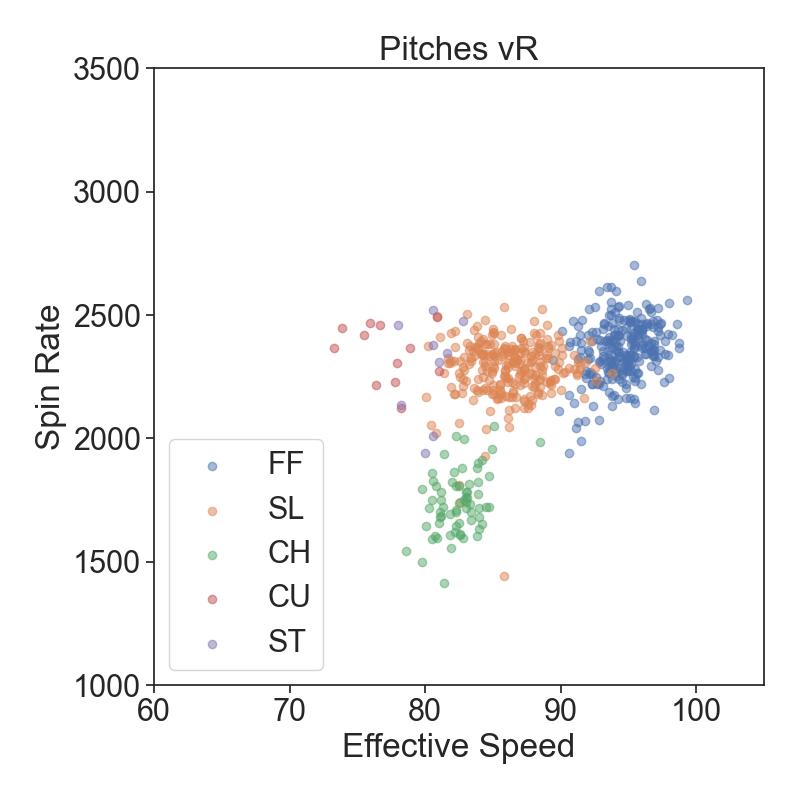 Pitches vR
3500
3000
2500
2000
1500
1000
Spin Rate
FF
SL
CH
CU
ST
60 70 80 90 100
Effective Speed